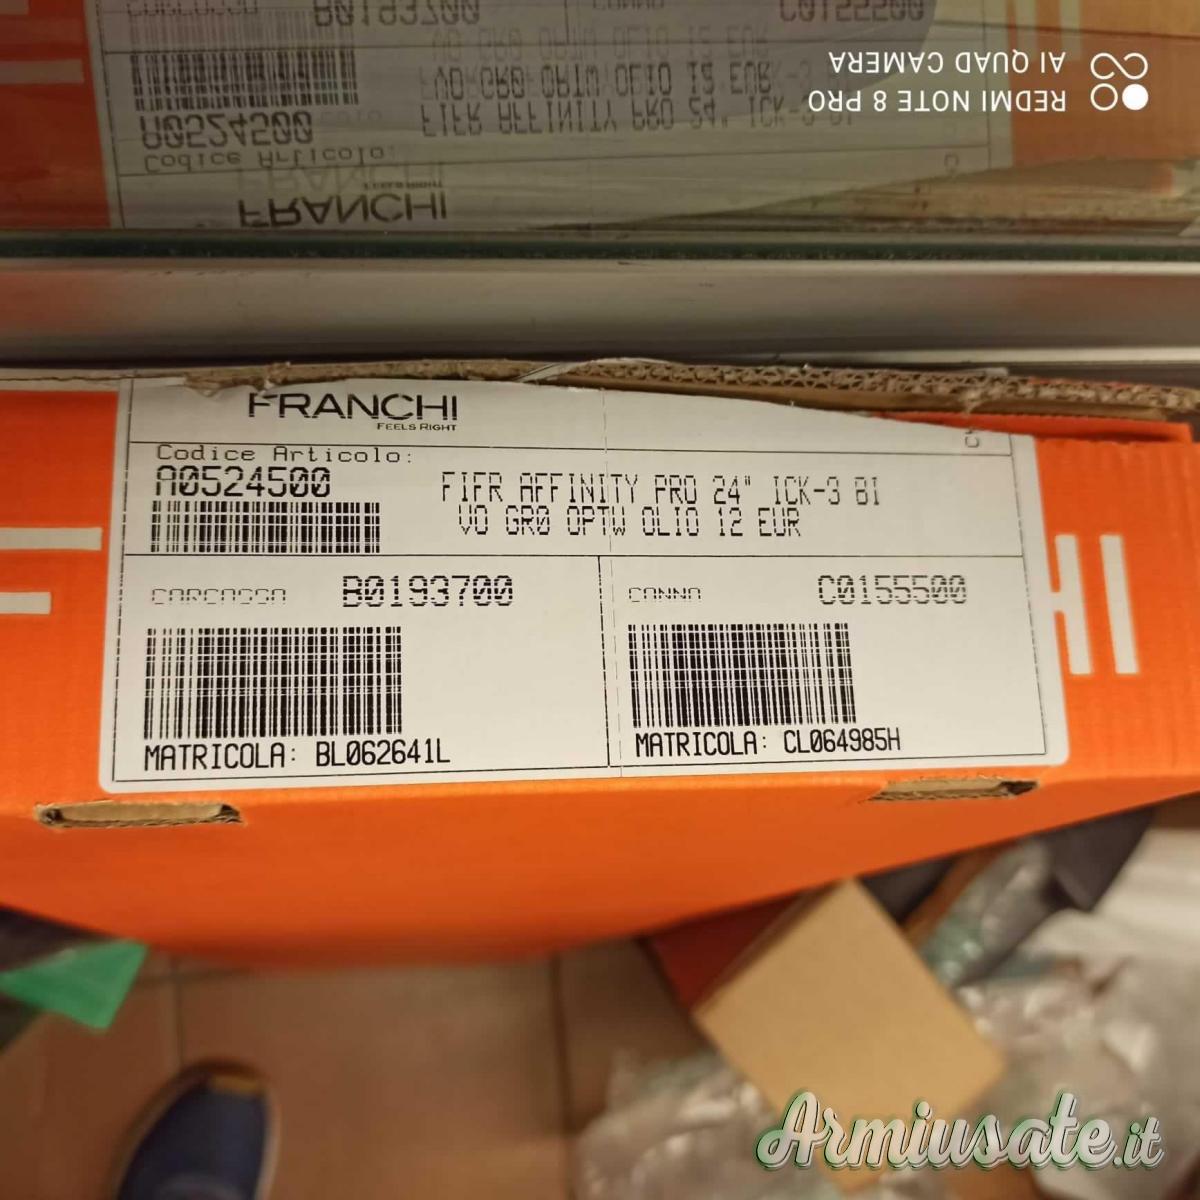 REDMI NOTE 8 PRO
AI QUAD CAMERA
FRANCHI
FEELS RIGHT
Codice Articolo:
A0524500
FIFR AFFINITY PRO 24" ICK-3 BI
VO GR0 OPTW OLIO 12 EUR
CARCASSA B0193700
CANNA C0155500
MATRICOLA: BL062641L
MATRICOLA: CL064985H
HI
Armiusate.it